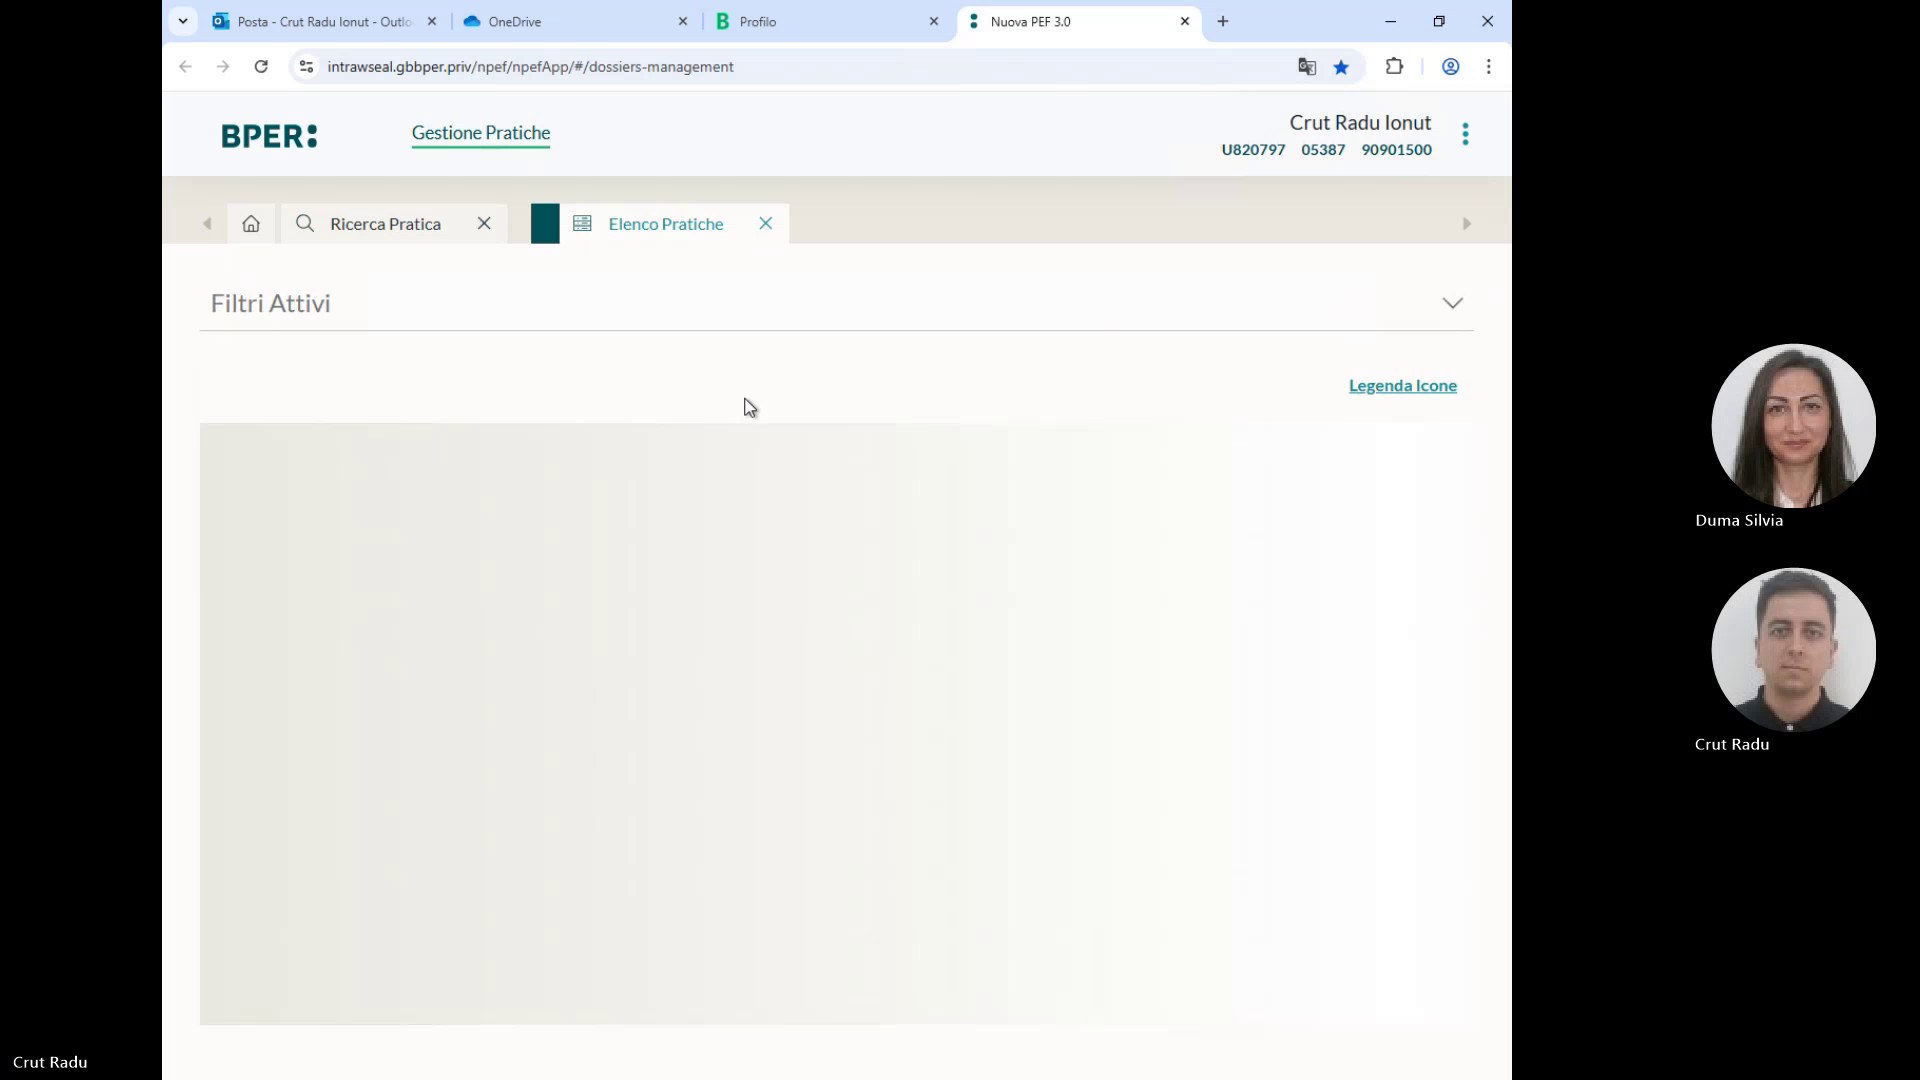 Posta - Crut Radu Ionut - Outlo
OneDrive
Profilo
Nuova PEF 3.0
intrawseal.gbbper.priv/npef/npefApp/#/dossiers-management
BPER:
Gestione Pratiche
Crut Radu Ionut
U820797 05387 90901500
Ricerca Pratica
Elenco Pratiche
Filtri Attivi
Legenda Icone
Duma Silvia
Crut Radu
Crut Radu